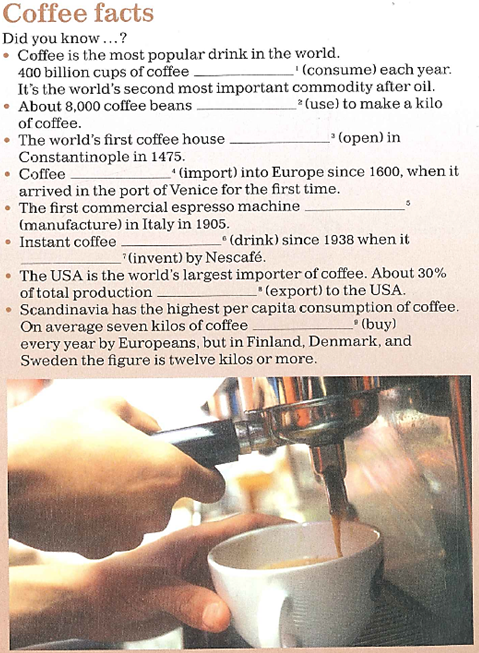 Coffee facts
Did you know ...?
• Coffee is the most popular drink in the world.
400 billion cups of coffee ____________¹ (consume) each year.
It's the world's second most important commodity after oil.
• About 8,000 coffee beans ____________² (use) to make a kilo
of coffee.
• The world's first coffee house ____________³ (open) in
Constantinople in 1475.
• Coffee ____________⁴ (import) into Europe since 1600, when it
arrived in the port of Venice for the first time.
• The first commercial espresso machine ____________⁵
(manufacture) in Italy in 1905.
• Instant coffee ____________⁶ (drink) since 1938 when it
____________⁷ (invent) by Nescafé.
• The USA is the world's largest importer of coffee. About 30%
of total production ____________⁸ (export) to the USA.
• Scandinavia has the highest per capita consumption of coffee.
On average seven kilos of coffee ____________⁹ (buy)
every year by Europeans, but in Finland, Denmark, and
Sweden the figure is twelve kilos or more.